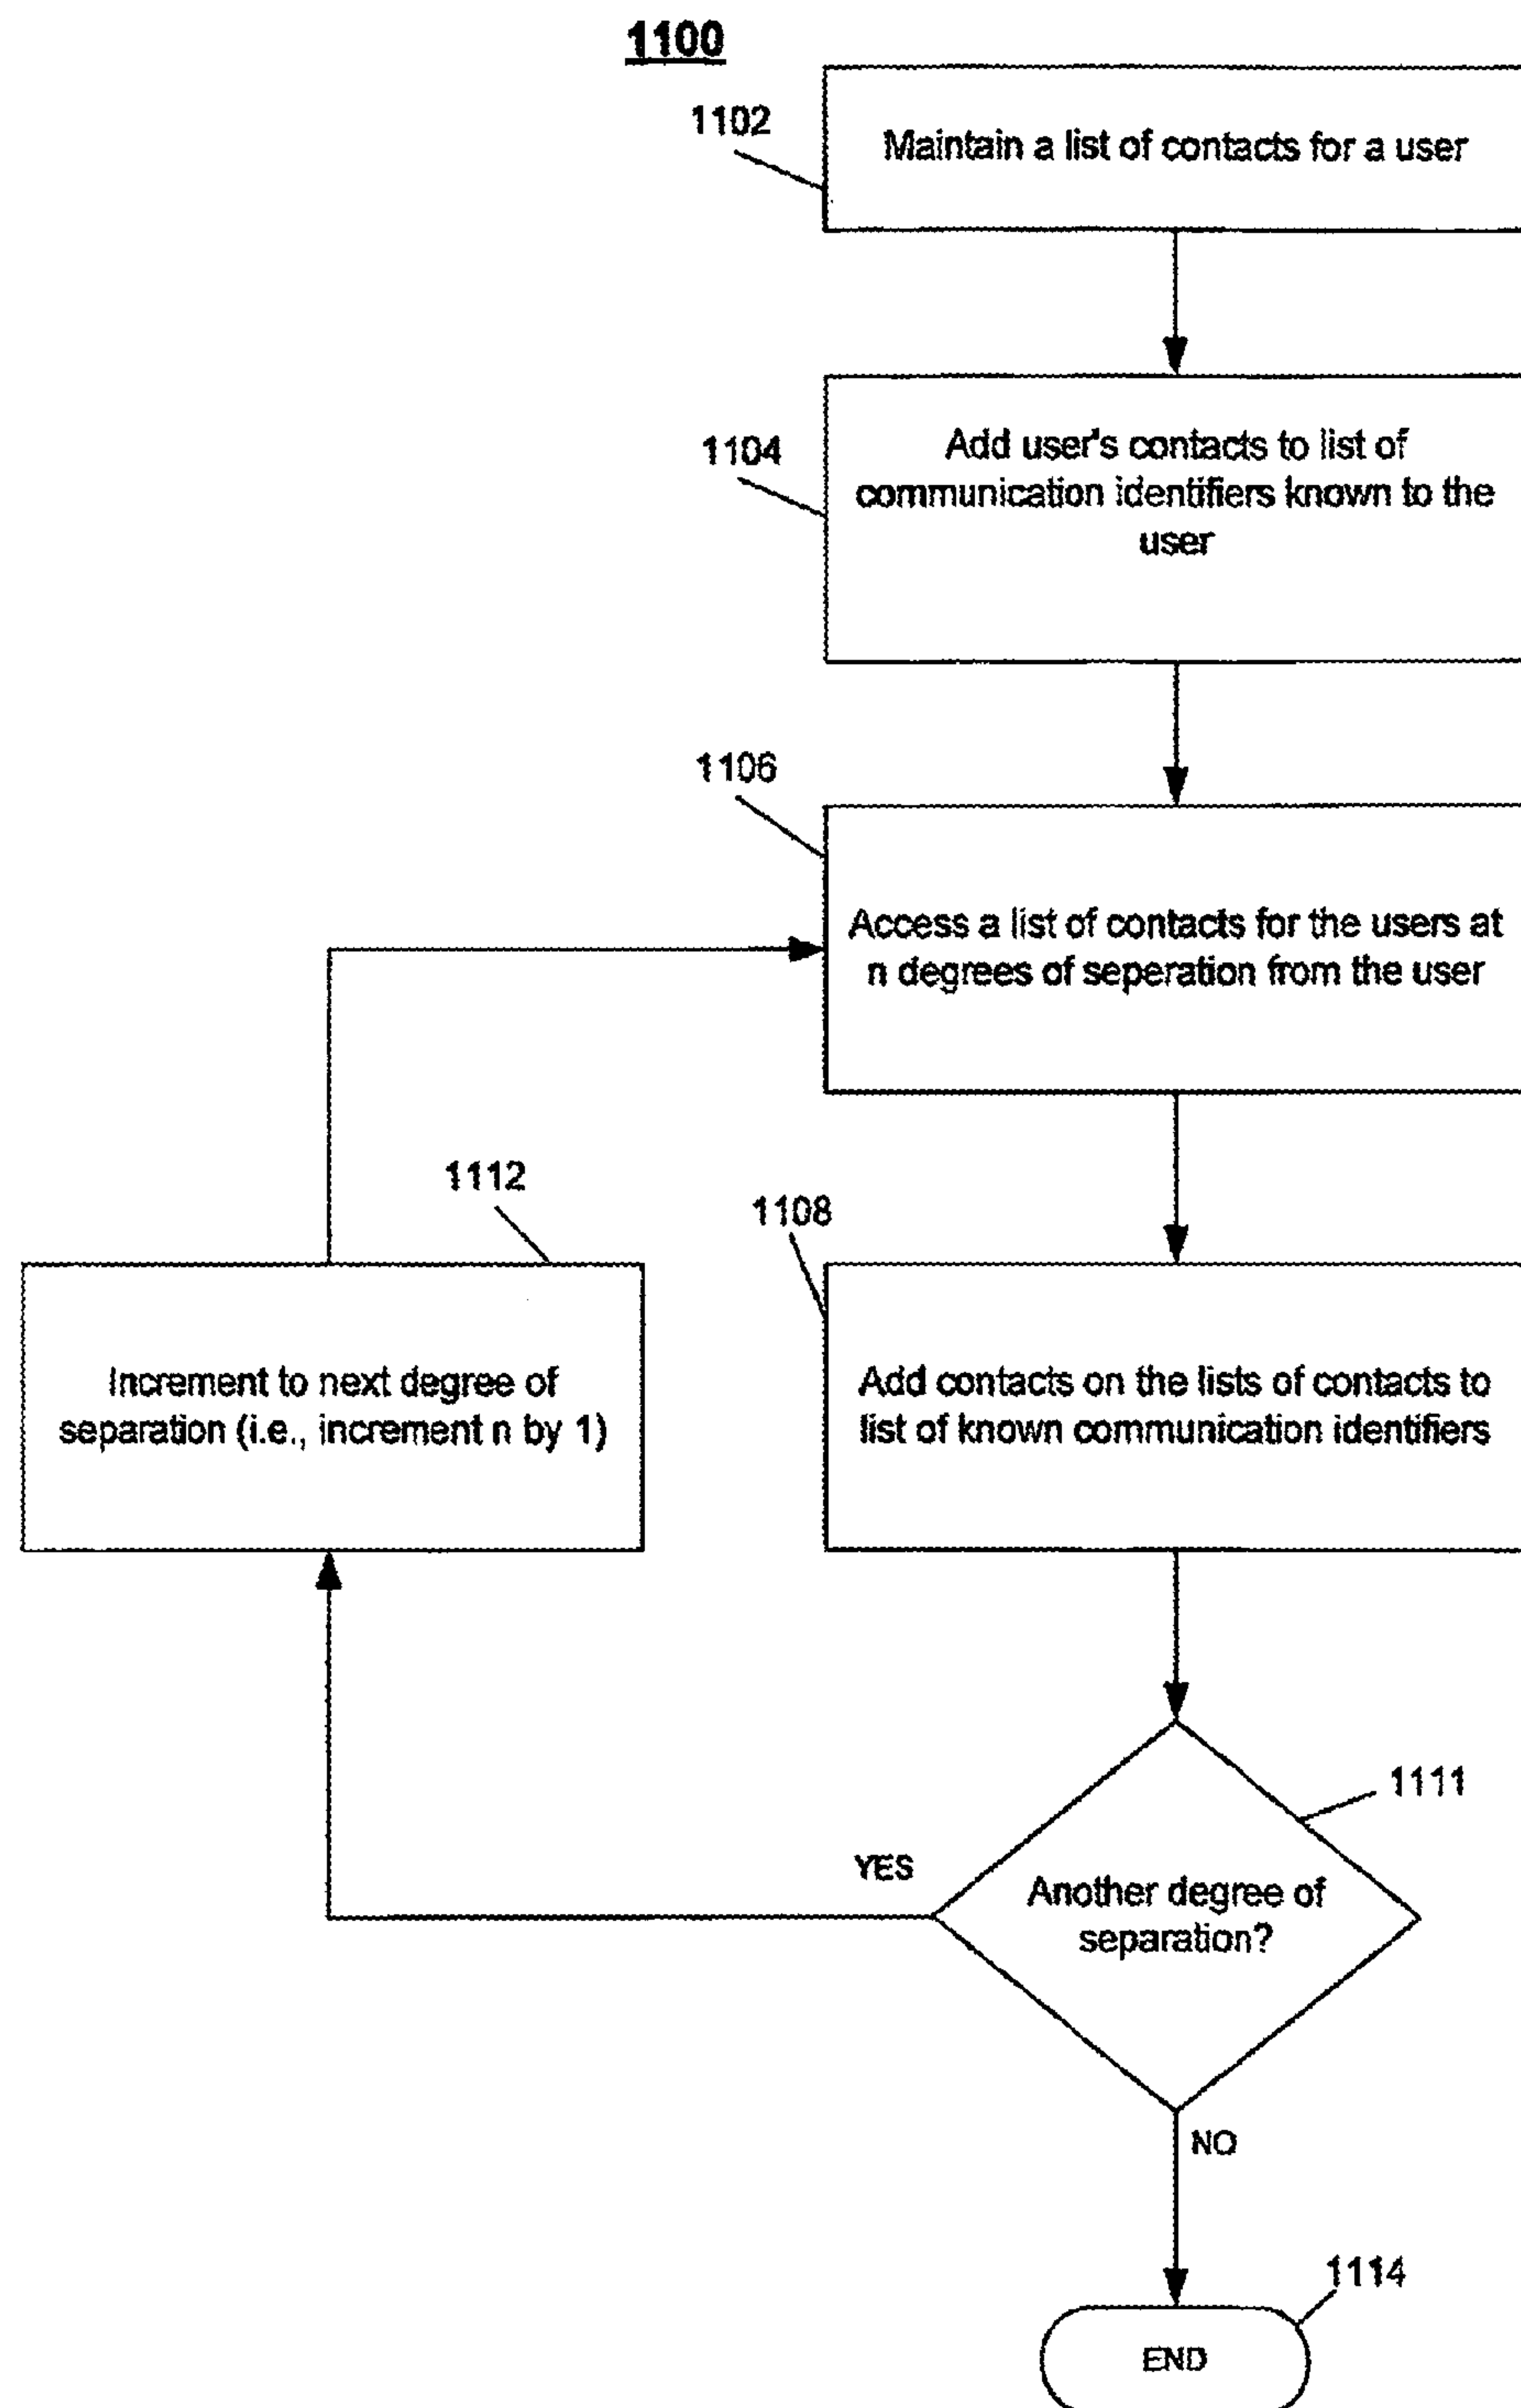 1100
1102
Maintain a list of contacts for a user
1104
Add user's contacts to list of
communication identifiers known to the
user
1106
Access a list of contacts for the users at
n degrees of seperation from the user
1112
1108
Increment to next degree of
separation (i.e., increment n by 1)
Add contacts on the lists of contacts to
list of known communication identifiers
1111
YES
Another degree of
separation?
NO
1114
END